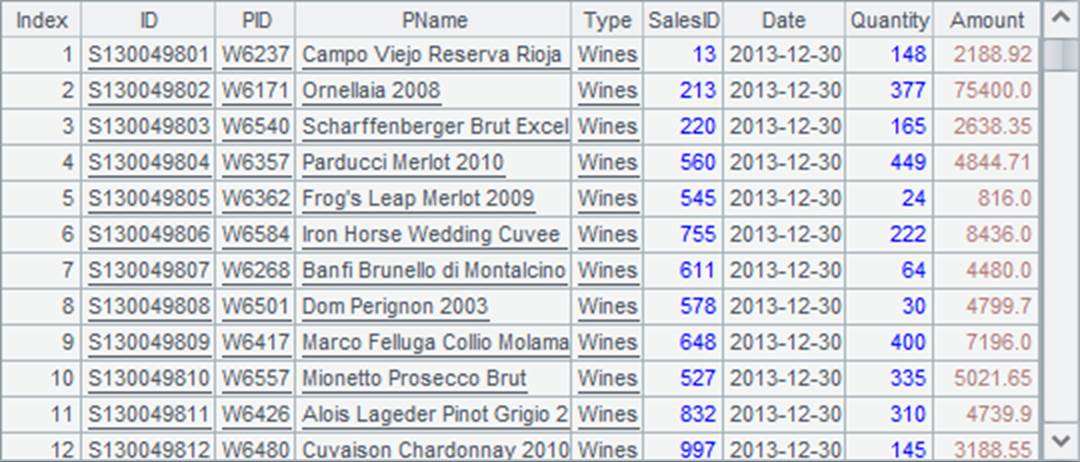 Index ID PID PName Type SalesID Date Quantity Amount
1 S130049801 W6237 Campo Viejo Reserva Rioja Wines 13 2013-12-30 148 2188.92
2 S130049802 W6171 Ornellaia 2008 Wines 213 2013-12-30 377 75400.0
3 S130049803 W6540 Scharffenberger Brut Excel Wines 220 2013-12-30 165 2638.35
4 S130049804 W6357 Parducci Merlot 2010 Wines 560 2013-12-30 449 4844.71
5 S130049805 W6362 Frog's Leap Merlot 2009 Wines 545 2013-12-30 24 816.0
6 S130049806 W6584 Iron Horse Wedding Cuvee Wines 755 2013-12-30 222 8436.0
7 S130049807 W6268 Banfi Brunello di Montalcino Wines 611 2013-12-30 64 4480.0
8 S130049808 W6501 Dom Perignon 2003 Wines 578 2013-12-30 30 4799.7
9 S130049809 W6417 Marco Felluga Collio Molama Wines 648 2013-12-30 400 7196.0
10 S130049810 W6557 Mionetto Prosecco Brut Wines 527 2013-12-30 335 5021.65
11 S130049811 W6426 Alois Lageder Pinot Grigio 2 Wines 832 2013-12-30 310 4739.9
12 S130049812 W6480 Cuvaison Chardonnay 2010 Wines 997 2013-12-30 145 3188.55